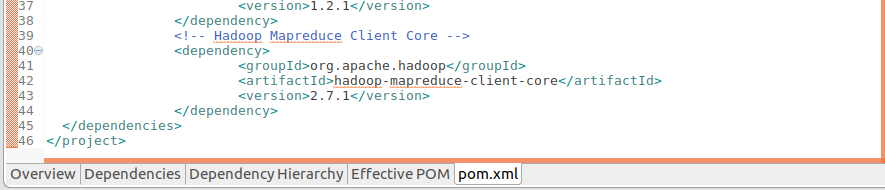 37 <version>1.2.1</version>
38 </dependency>
39 <!-- Hadoop Mapreduce Client Core -->
40 <dependency>
41 <groupId>org.apache.hadoop</groupId>
42 <artifactId>hadoop-mapreduce-client-core</artifactId>
43 <version>2.7.1</version>
44 </dependency>
45 </dependencies>
46 </project>
Overview Dependencies Dependency Hierarchy Effective POM pom.xml